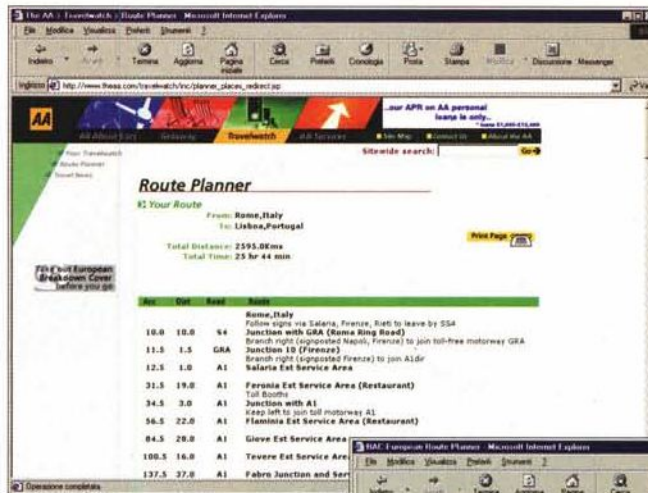 The AA > Travelwatch > Route Planner - Microsoft Internet Explorer
File Modifica Visualizza Preferiti Strumenti ?
Indietro Avanti Termina Aggiorna Pagina iniziale Cerca Preferiti Cronologia Posta Stampa Modifica Discussione Messenger
Indirizzo http://www.theaa.com/travelwatch/inc/planner_places_redirect.jsp Vai
AA
..our APR on AA personal
loans is only..
Travelwatch AA Services Site Map Contact Us About the AA
Your Travelwatch
Route Planner
Travel News
Sitewide search: Go
Route Planner
Your Route
From: Rome,Italy
To: Lisboa,Portugal
Print Page
Total Distance: 2595.0Kms
Total Time: 25 hr 44 min
Take out European
Breakdown Cover
before you go
Acc Dist Road Route
Rome,Italy
Follow signs via Salaria, Firenze, Rieti to leave by SS4
10.0 10.0 S4 Junction with GRA (Roma Ring Road)
Branch right (signposted Napoli, Firenze) to join toll-free motorway GRA
11.5 1.5 GRA Junction 10 (Firenze)
Branch right (signposted Firenze) to join A1dir
12.5 1.0 A1 Salaria Est Service Area
31.5 19.0 A1 Feronia Est Service Area (Restaurant)
Toll Booths
34.5 3.0 A1 Junction with A1
Keep left to join toll motorway A1
56.5 22.0 A1 Flaminia Est Service Area (Restaurant)
84.5 28.0 A1 Giove Est Service Area
100.5 16.0 A1 Tevere Est Service Area
137.5 37.0 A1 Fabro Junction and Serv
Operazione completata
RAC European Route Planner - Microsoft Internet Explorer
File Modifica Visualizza Preferiti Strumenti ?